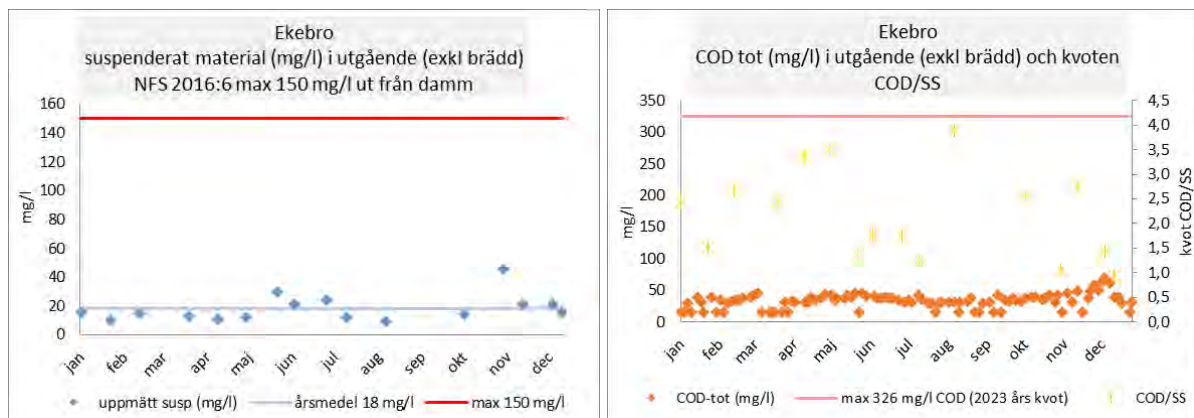 Ekebro
suspenderat material (mg/l) i utgående (exkl brädd)
NFS 2016:6 max 150 mg/l ut från damm
160
140
120
100
80
60
40
20
0
mg/l
jan
feb
mar
apr
maj
jun
jul
aug
sep
okt
nov
dec
uppmätt susp (mg/l)
årsmedel 18 mg/l
max 150 mg/l
Ekebro
COD tot (mg/l) i utgående (exkl brädd) och kvoten
COD/SS
350
300
250
200
150
100
50
0
mg/l
4,5
4,0
3,5
3,0
2,5
2,0
1,5
1,0
0,5
0,0
kvot COD/SS
jan
feb
mar
apr
maj
jun
jul
aug
sep
okt
nov
dec
COD-tot (mg/l)
max 326 mg/l COD (2023 års kvot)
COD/SS